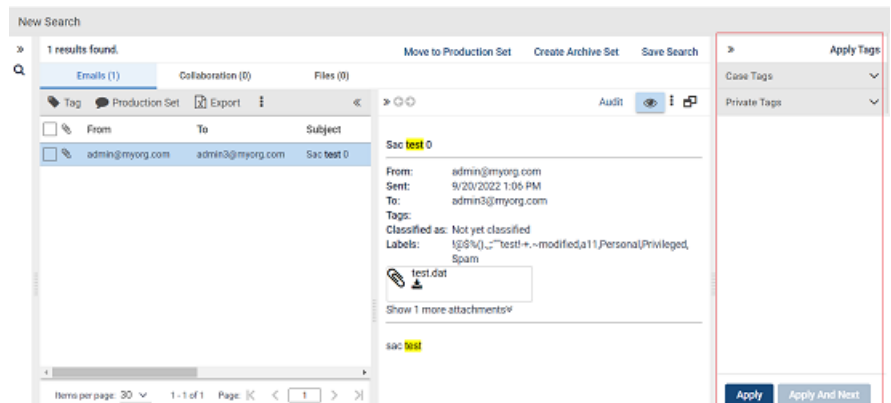 New Search
1 results found.
Move to Production Set Create Archive Set Save Search
Emails (1) Collaboration (0) Files (0)
Tag Production Set Export
From To Subject
admin@myorg.com admin3@myorg.com Sac test 0
Audit
Sac test 0
From: admin@myorg.com
Sent: 9/20/2022 1:06 PM
To: admin3@myorg.com
Tags:
Classified as: Not yet classified
Labels: modified,a11,Personal,Privileged,
Spam
test.dat
Show 1 more attachments
sac test
Items per page: 30 1 - 1 of 1 Page: 1
Apply Tags
Case Tags
Private Tags
Apply Apply And Next